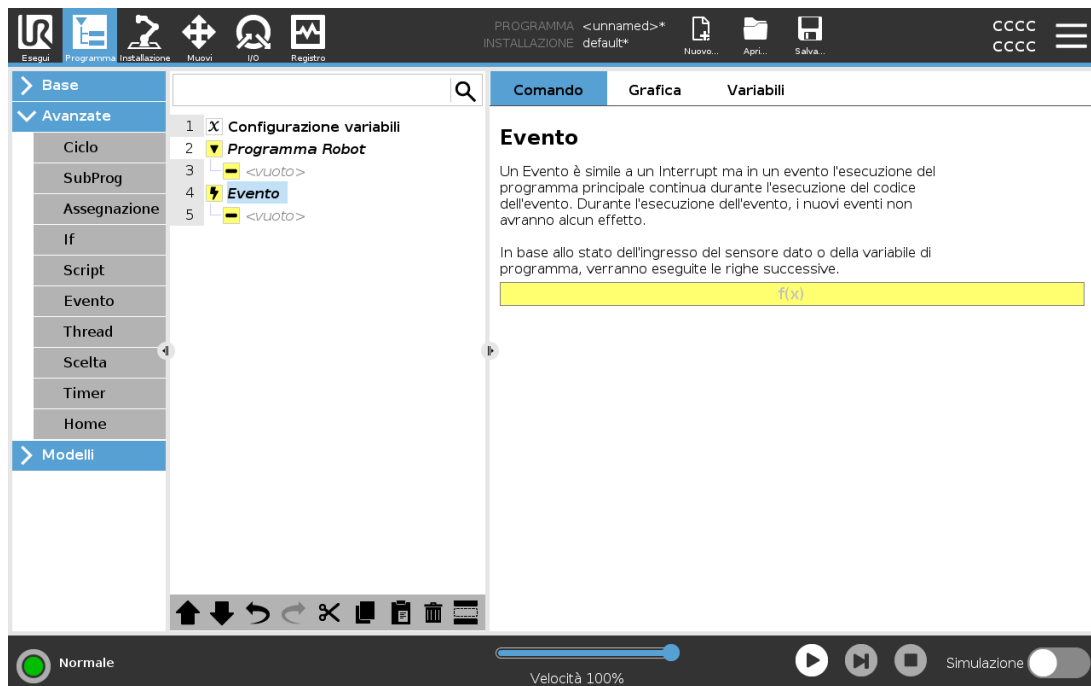 UR
Esegui
Programma
Installazione
Muovi
I/O
Registro
PROGRAMMA <unnamed>*
INSTALLAZIONE default*
Nuovo...
Apri...
Salva...
CCCC
CCCC
Base
Avanzate
Ciclo
SubProg
Assegnazione
If
Script
Evento
Thread
Scelta
Timer
Home
Modelli
1 X Configurazione variabili
2 Programma Robot
3 <vuoto>
4 Evento
5 <vuoto>
Comando Grafica Variabili
Evento
Un Evento è simile a un Interrupt ma in un evento l'esecuzione del
programma principale continua durante l'esecuzione del codice
dell'evento. Durante l'esecuzione dell'evento, i nuovi eventi non
avranno alcun effetto.
In base allo stato dell'ingresso del sensore dato o della variabile di
programma, verranno eseguite le righe successive.
f(x)
Normale
Velocità 100%
Simulazione